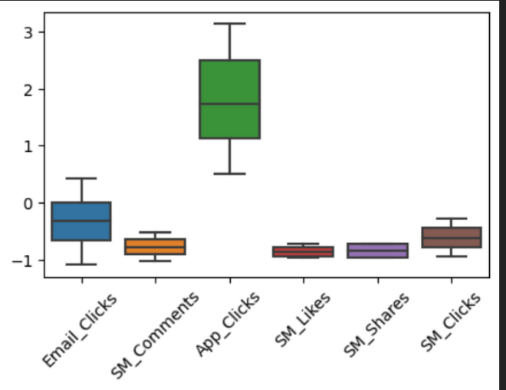 3
2
1
0
−1
Email_Clicks
SM_Comments
App_Clicks
SM_Likes
SM_Shares
SM_Clicks